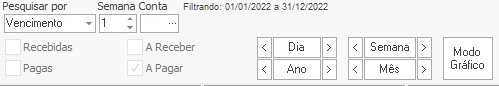 Pesquisar por Semana Conta Filtrando: 01/01/2022 a 31/12/2022
Vencimento 1 ...
Recebidas A Receber < Dia > < Semana > Modo
Pagas A Pagar < Ano > < Mês > Gráfico